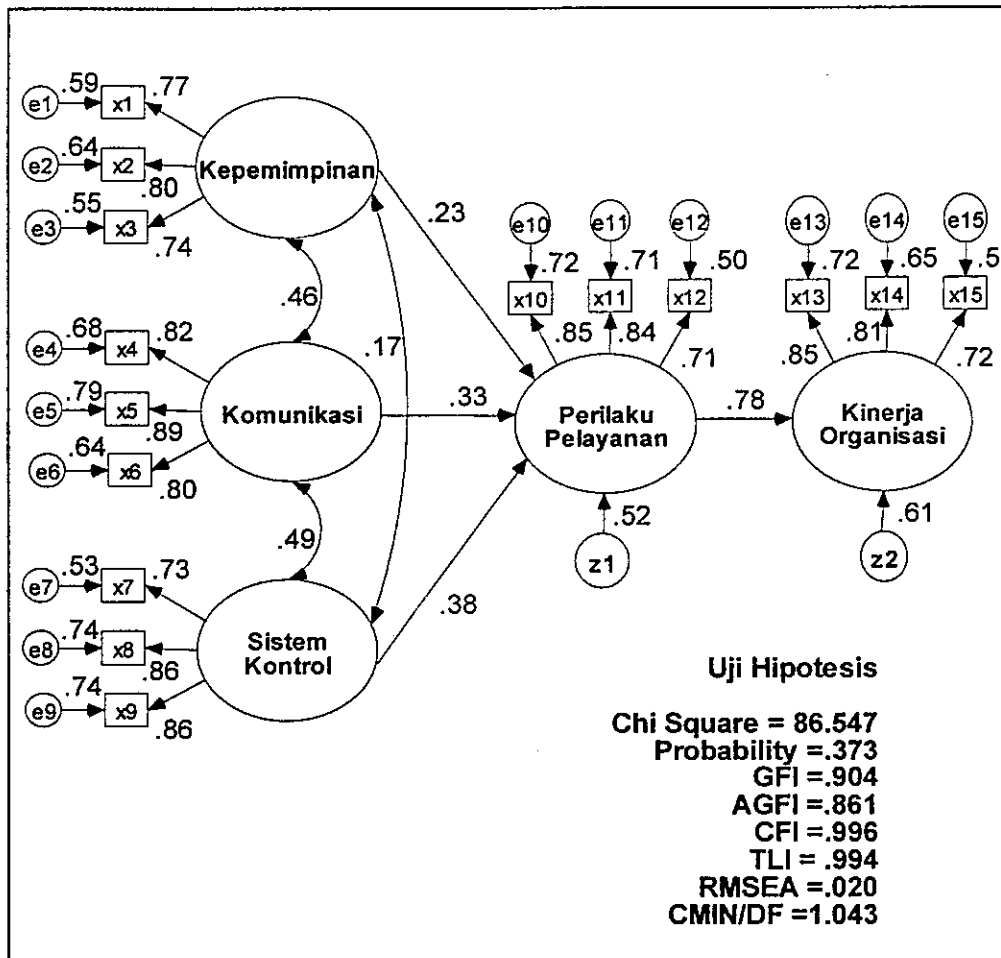 e1 .59 x1 .77
e2 .64 x2 .80
e3 .55 x3 .74
Kepemimpinan
.23
.46
.17
e4 .68 x4 .82
e5 .79 x5 .89
e6 .64 x6 .80
Komunikasi
.33
.49
e7 .53 x7 .73
e8 .74 x8 .86
e9 .74 x9 .86
Sistem
Kontrol
.38
e10 e11 e12
.72 .71 .50
x10 x11 x12
.85 .84 .71
Perilaku
Pelayanan
.52
z1
.78
e13 e14 e15
.72 .65 .5
x13 x14 x15
.85 .81 .72
Kinerja
Organisasi
.61
z2
Uji Hipotesis
Chi Square = 86.547
Probability =.373
GFI =.904
AGFI =.861
CFI =.996
TLI = .994
RMSEA =.020
CMIN/DF =1.043